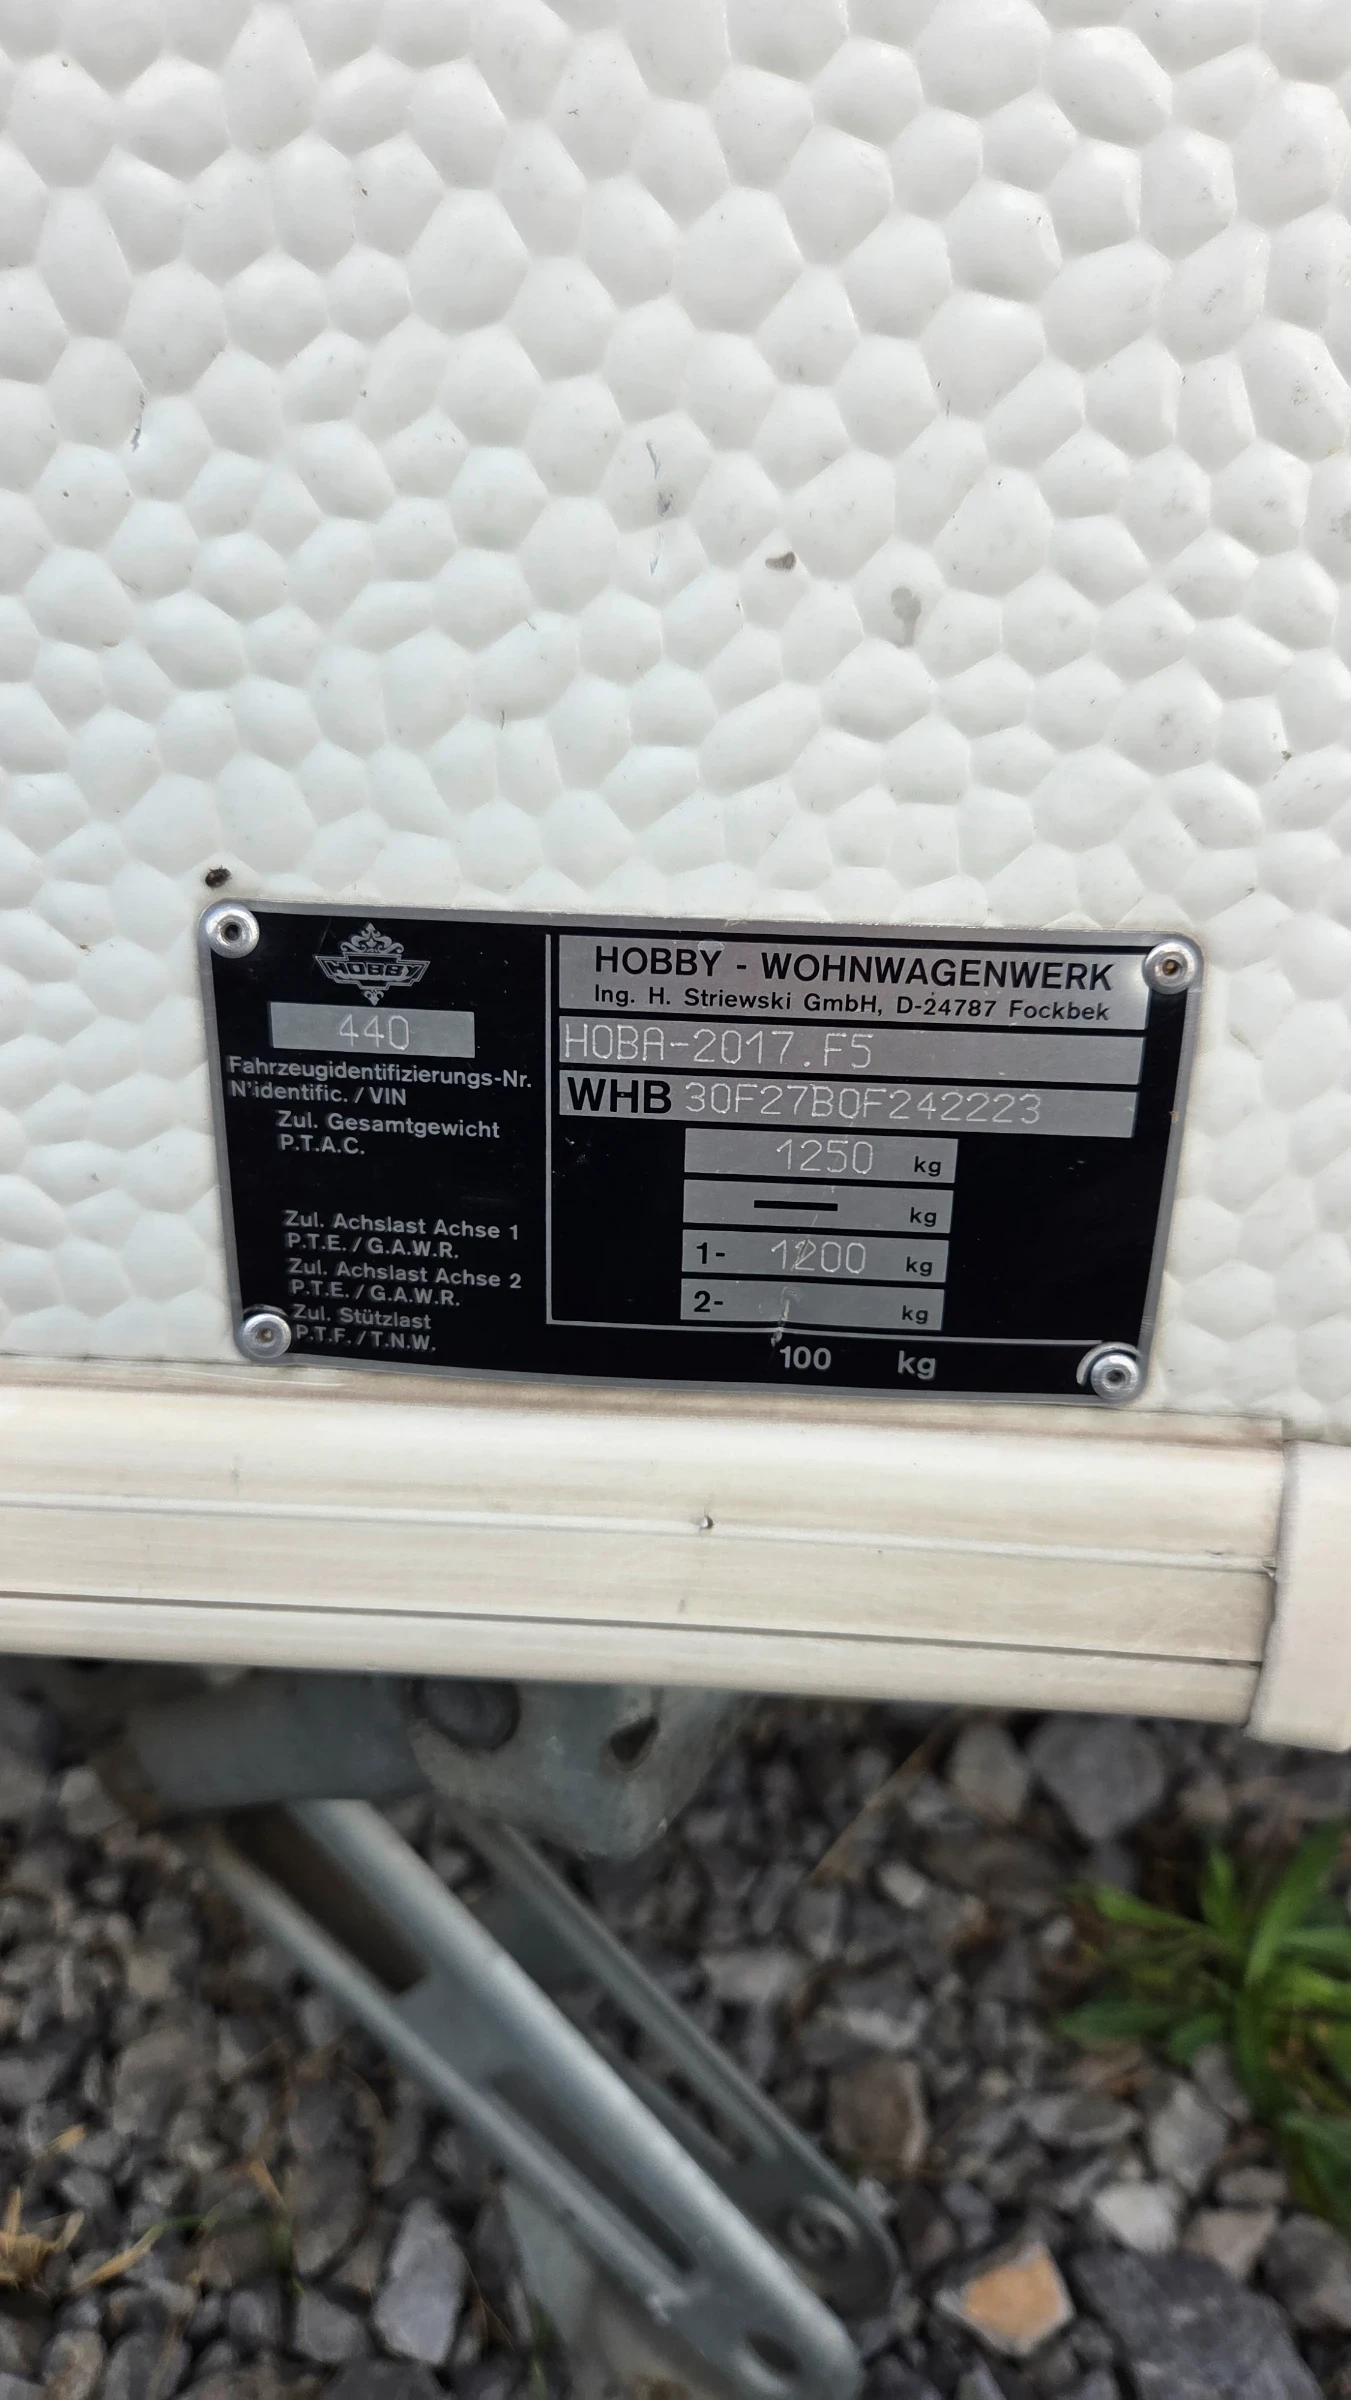 HOBBY
440
HOBBY - WOHNWAGENWERK
Ing. H. Striewski GmbH, D-24787 Fockbek
HOBA-2017.F5
Fahrzeugidentifizierungs-Nr.
N'identific./VIN
WHB 30F27B0F242223
Zul. Gesamtgewicht
P.T.A.C.
1250 kg
— kg
Zul. Achslast Achse 1
P.T.E./G.A.W.R.
1- 1200 kg
Zul. Achslast Achse 2
P.T.E./G.A.W.R.
2- kg
Zul. Stützlast
P.T.F./T.N.W.
100 kg